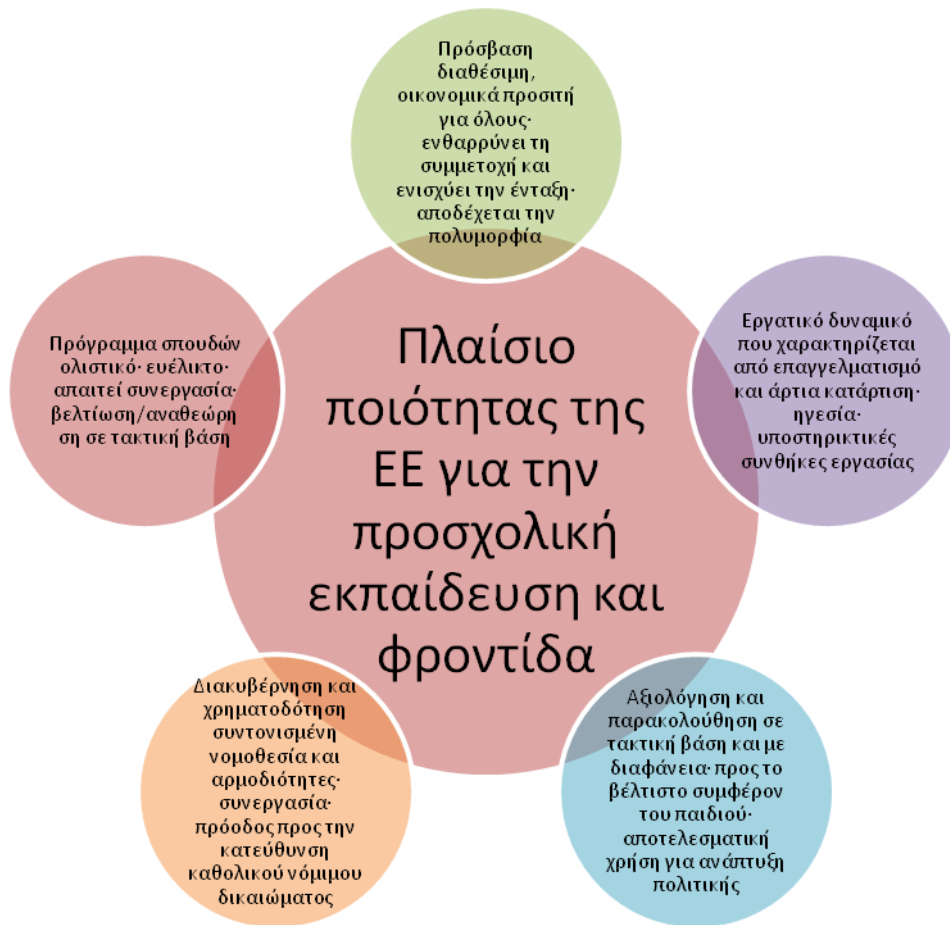 Πρόσβαση
διαθέσιμη,
οικονομικά προσιτή
για όλους·
ενθαρρύνει τη
συμμετοχή και
ενισχύει την ένταξη·
αποδέχεται την
πολυμορφία
Πρόγραμμα σπουδών
ολιστικό· ευέλικτο·
απαιτεί συνεργασία·
βελτίωση/αναθεώρη
ση σε τακτική βάση
Πλαίσιο
ποιότητας της
ΕΕ για την
προσχολική
εκπαίδευση και
φροντίδα
Εργατικό δυναμικό
που χαρακτηρίζεται
από επαγγελματισμό
και άρτια κατάρτιση·
ηγεσία·
υποστηρικτικές
συνθήκες εργασίας
Διακυβέρνηση και
χρηματοδότηση
συντονισμένη
νομοθεσία και
αρμοδιότητες·
συνεργασία·
πρόοδος προς την
κατεύθυνση
καθολικού νόμιμου
δικαιώματος
Αξιολόγηση και
παρακολούθηση σε
τακτική βάση και με
διαφάνεια· προς το
βέλτιστο συμφέρον
του παιδιού·
αποτελεσματική
χρήση για ανάπτυξη
πολιτικής